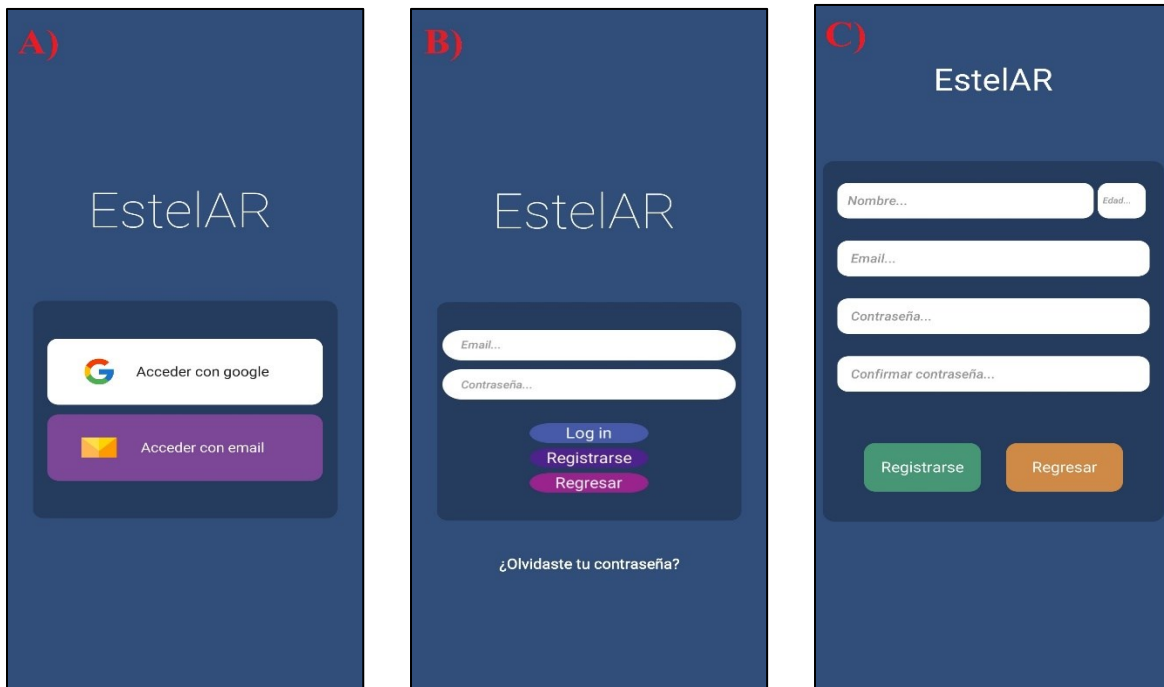 A)
EstelAR
Acceder con google
Acceder con email
B)
EstelAR
Email...
Contraseña...
Log in
Registrarse
Regresar
¿Olvidaste tu contraseña?
C)
EstelAR
Nombre...
Edad...
Email...
Contraseña...
Confirmar contraseña...
Registrarse
Regresar